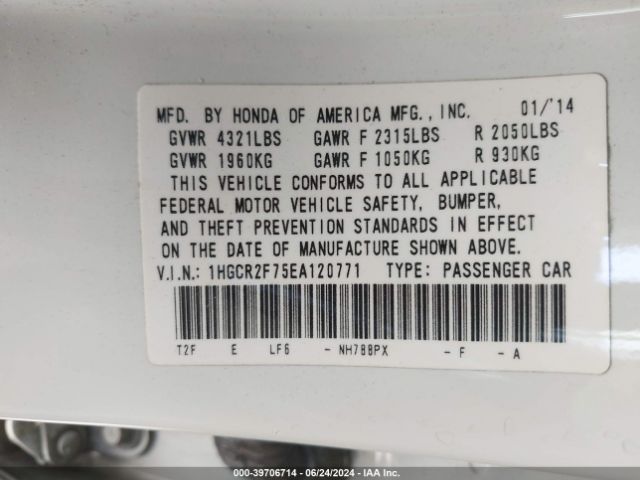 MFD. BY HONDA OF AMERICA MFG., INC. 01/'14
GVWR 4321LBS GAWR F 2315LBS R 2050LBS
GVWR 1960KG GAWR F 1050KG R 930KG
THIS VEHICLE CONFORMS TO ALL APPLICABLE
FEDERAL MOTOR VEHICLE SAFETY, BUMPER,
AND THEFT PREVENTION STANDARDS IN EFFECT
ON THE DATE OF MANUFACTURE SHOWN ABOVE.
V.I.N.: 1HGCR2F75EA120771 TYPE: PASSENGER CAR
T2F E LF6 - NH788PX - F - A
000-39706714 - 06/24/2024 - IAA Inc.